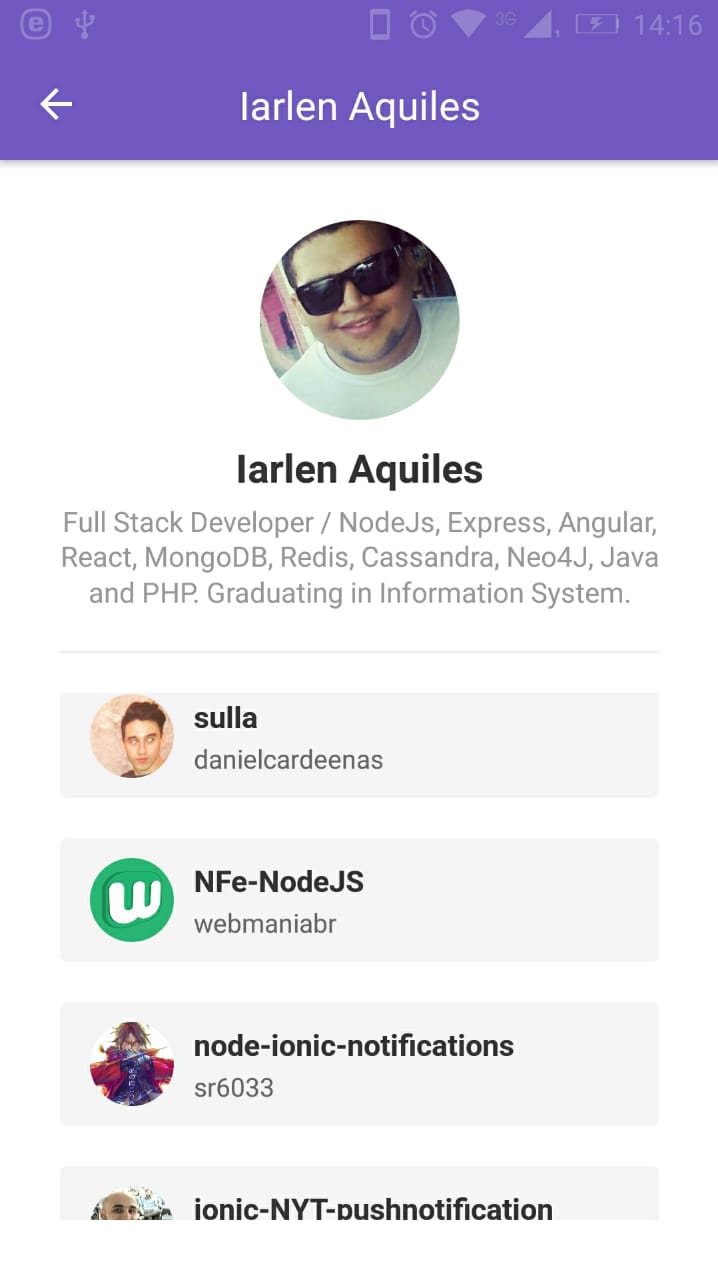 3G
14:16
Iarlen Aquiles
Iarlen Aquiles
Full Stack Developer / NodeJs, Express, Angular,
React, MongoDB, Redis, Cassandra, Neo4J, Java
and PHP. Graduating in Information System.
sulla
danielcardeenas
NFe-NodeJS
webmaniabr
node-ionic-notifications
sr6033
ionic-NYT-pushnotification